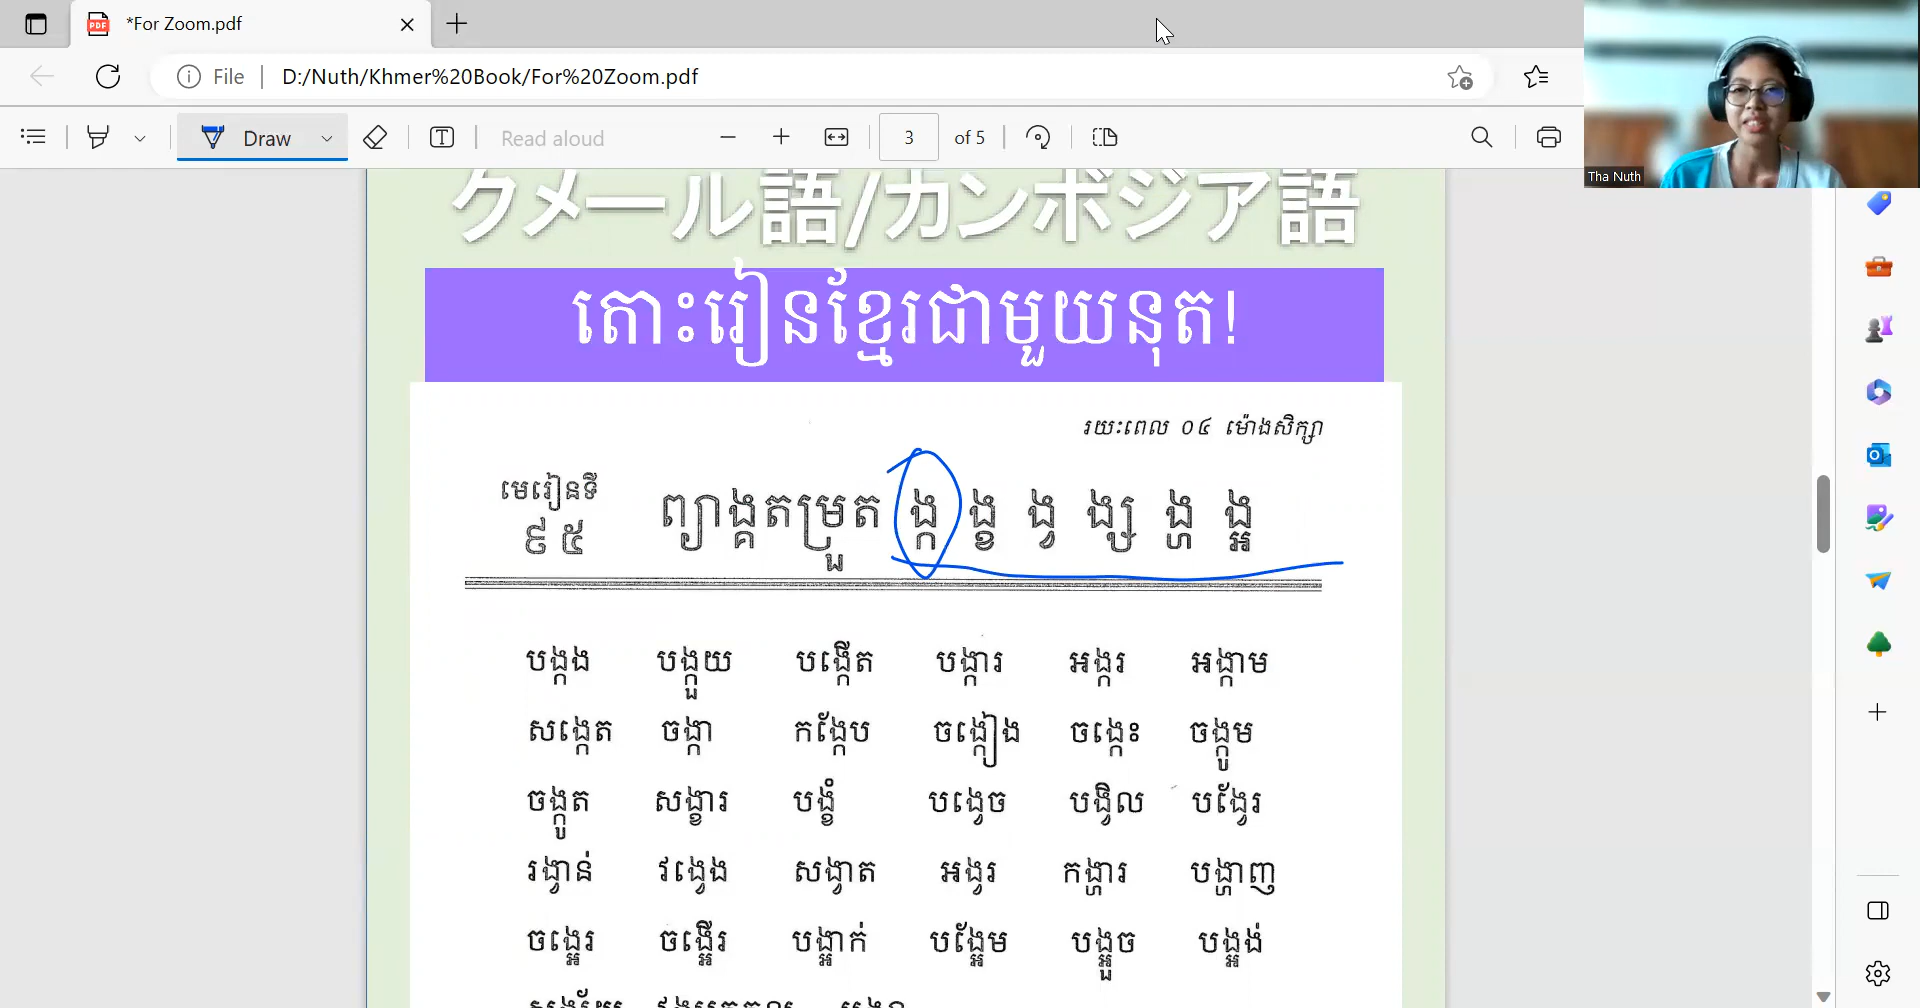 *For Zoom.pdf
File D:/Nuth/Khmer%20Book/For%20Zoom.pdf
Draw Read aloud 3 of 5
Tha Nuth
クメール語/カンボジア語
តោះរៀនខ្មែរជាមួយនុត!
រយៈពេល ០៤ ម៉ោងសិក្សា
មេរៀនទី
៩៥
ព្យាង្គតម្រួត ង្ក ង្ខ ង្វ ង្ស ង្ហ ង្អ
បង្កង បង្កួយ បង្កើត បង្ការ អង្ករ អង្កាម
សង្កេត ចង្កា កង្កែប ចង្កៀង ចង្កេះ ចង្កូម
ចង្កូត សង្ខារ បង្ខំ បង្វេច បង្វិល បង្វែរ
រង្វាន់ វង្វេង សង្វាត អង្វរ កង្ហារ បង្ហាញ
ចង្អេរ ចង្អើរ បង្អាក់ បង្អែម បង្អួច បង្អង់